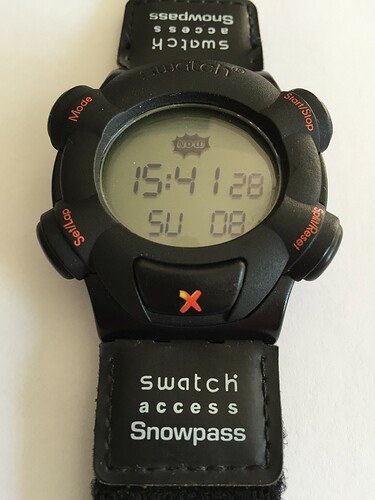 Snowpass
access
swatch
swatch
Mode
Start/Stop
15:41 28
SU 08
Set/Lap
Split/Reset
X
swatch
access
Snowpass